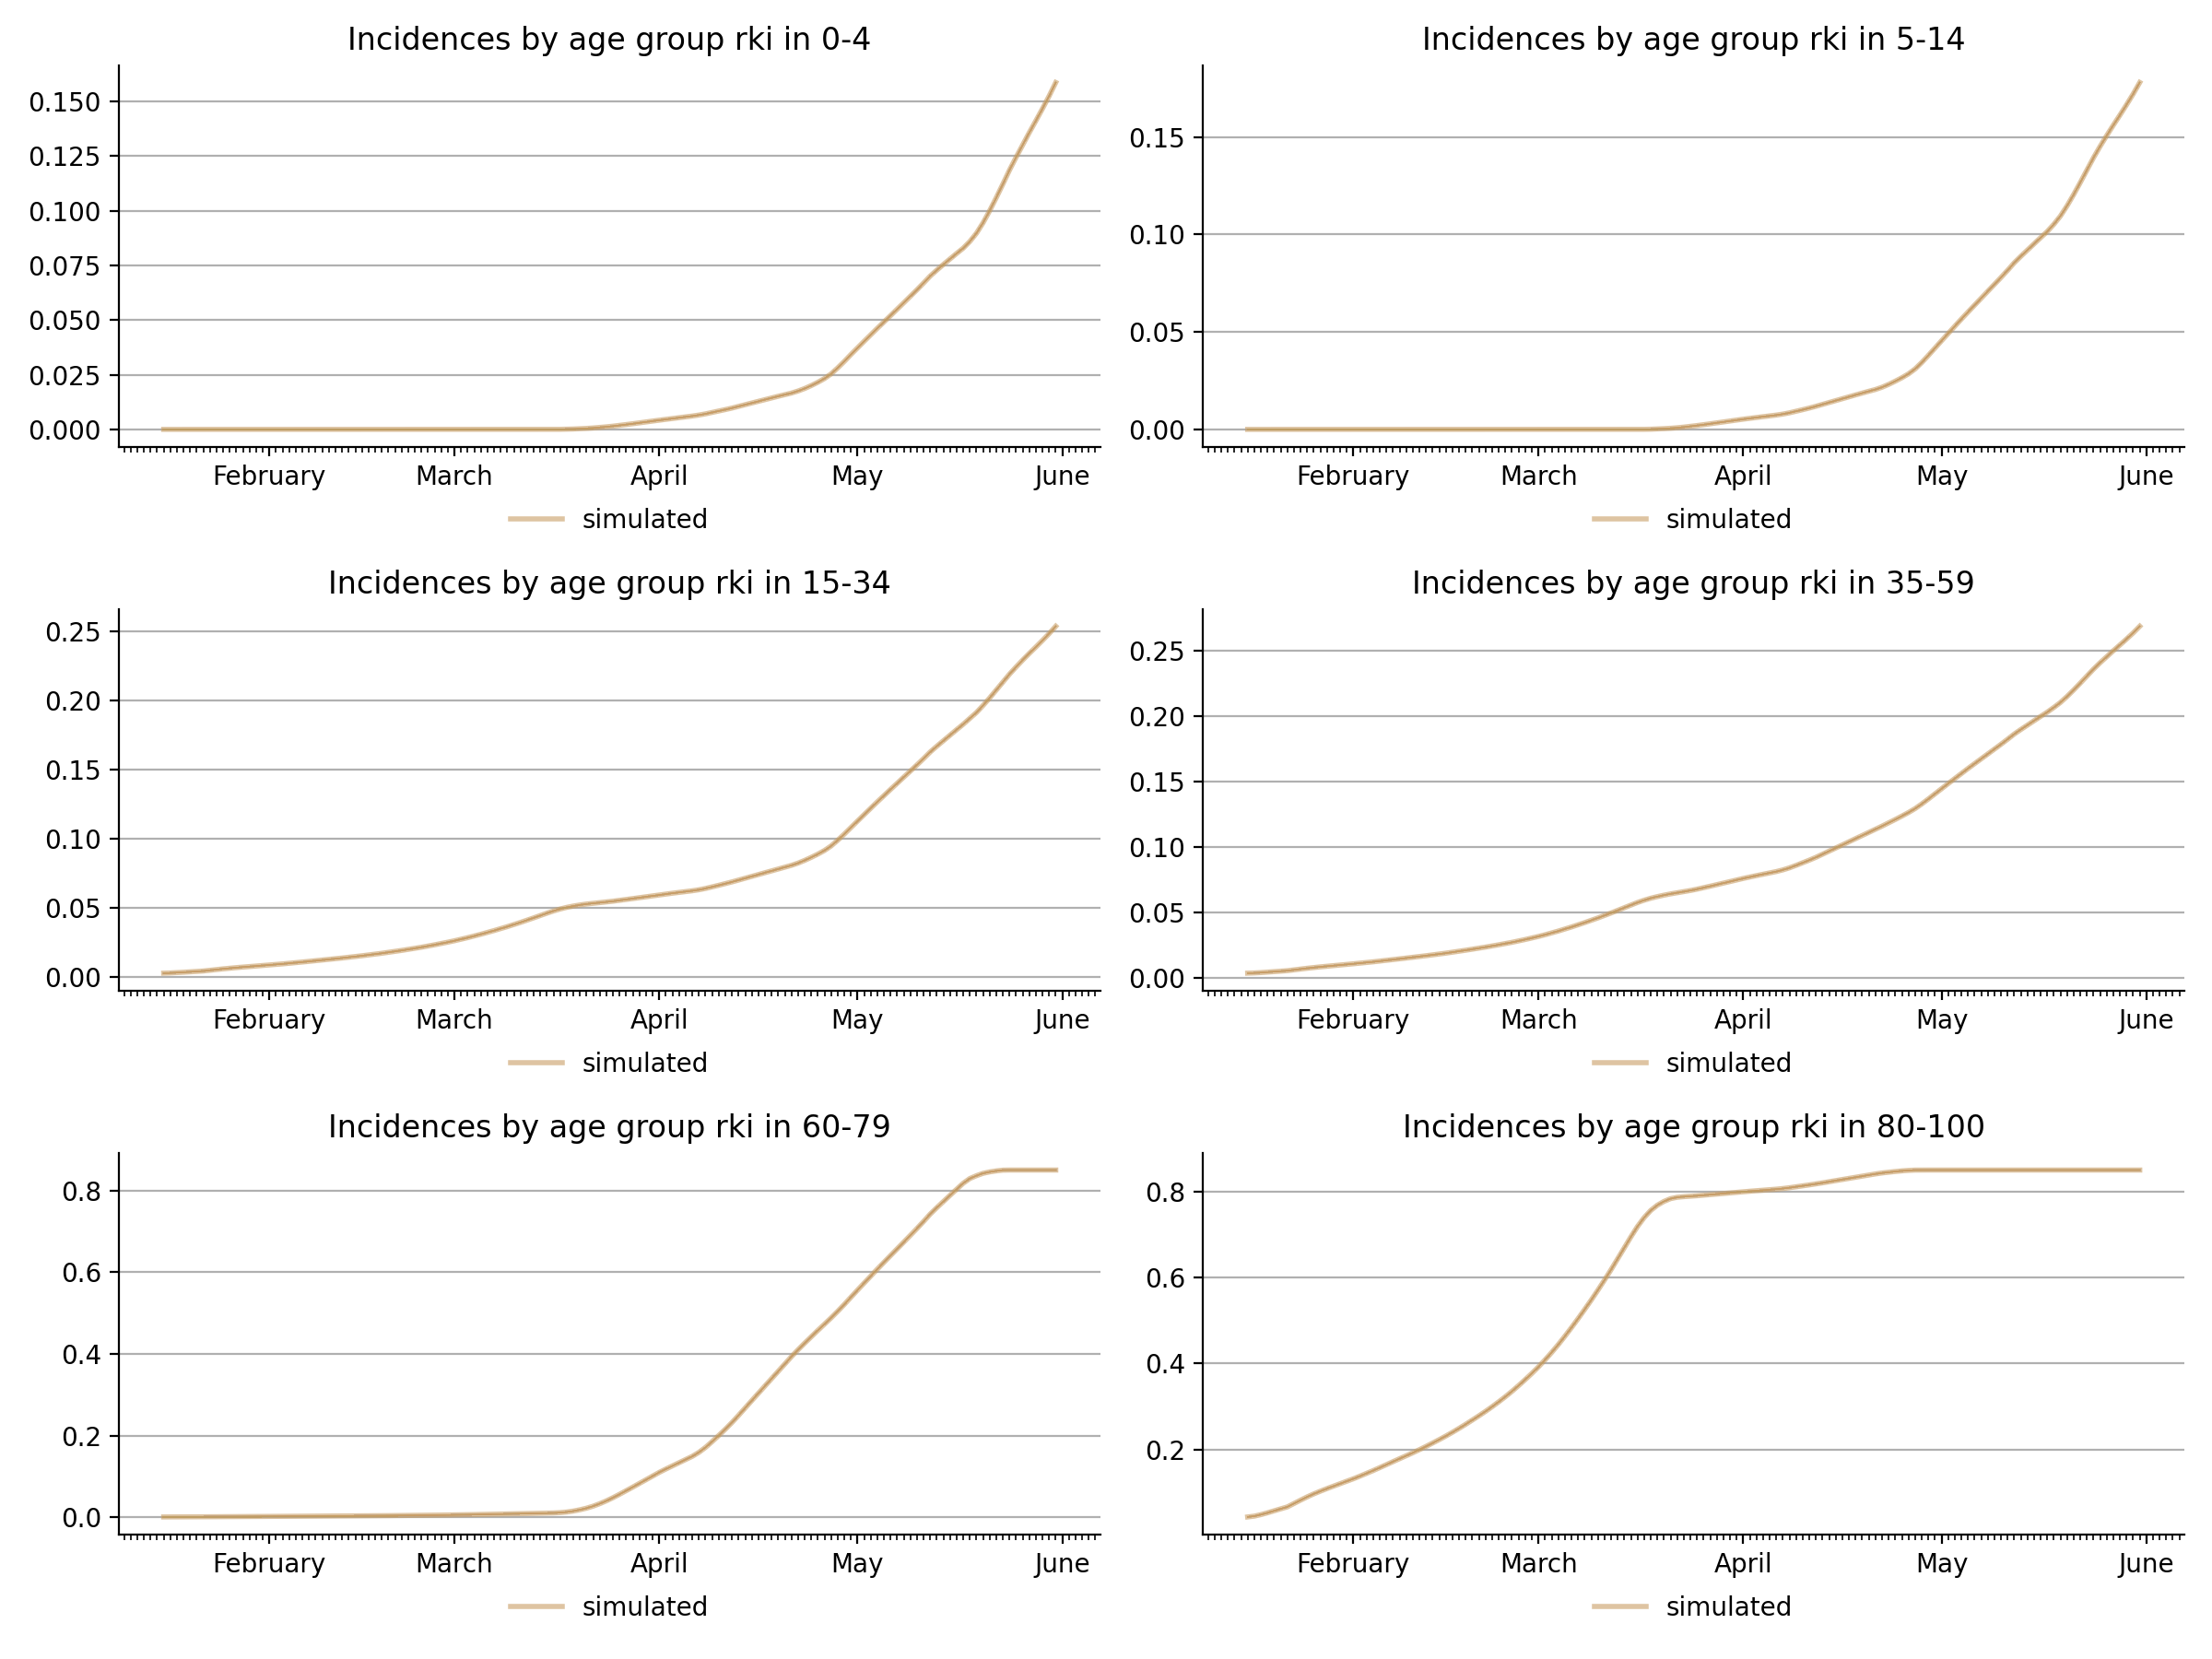 Incidences by age group rki in 0-4
0.150
0.125
0.100
0.075
0.050
0.025
0.000
February March April May June
simulated
Incidences by age group rki in 5-14
0.15
0.10
0.05
0.00
February March April May June
simulated
Incidences by age group rki in 15-34
0.25
0.20
0.15
0.10
0.05
0.00
February March April May June
simulated
Incidences by age group rki in 35-59
0.25
0.20
0.15
0.10
0.05
0.00
February March April May June
simulated
Incidences by age group rki in 60-79
0.8
0.6
0.4
0.2
0.0
February March April May June
simulated
Incidences by age group rki in 80-100
0.8
0.6
0.4
0.2
February March April May June
simulated